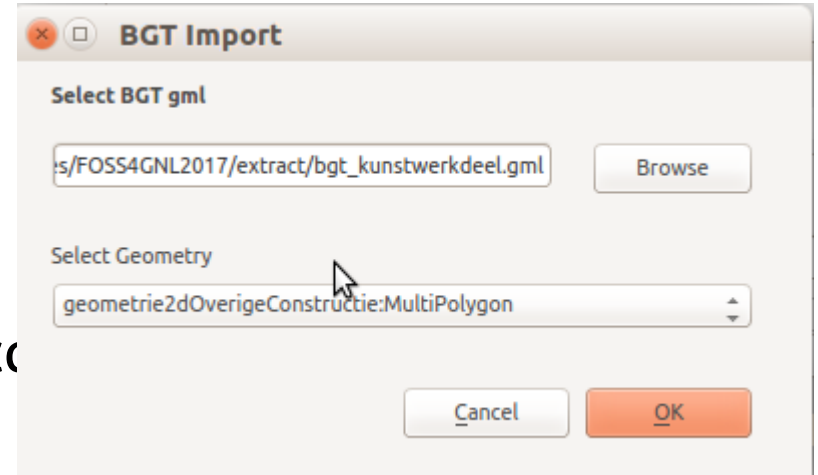 BGT Import
Select BGT gml
s/FOSS4GNL2017/extract/bgt_kunstwerkdeel.gml Browse
Select Geometry
geometrie2dOverigeConstructie:MultiPolygon
Cancel OK